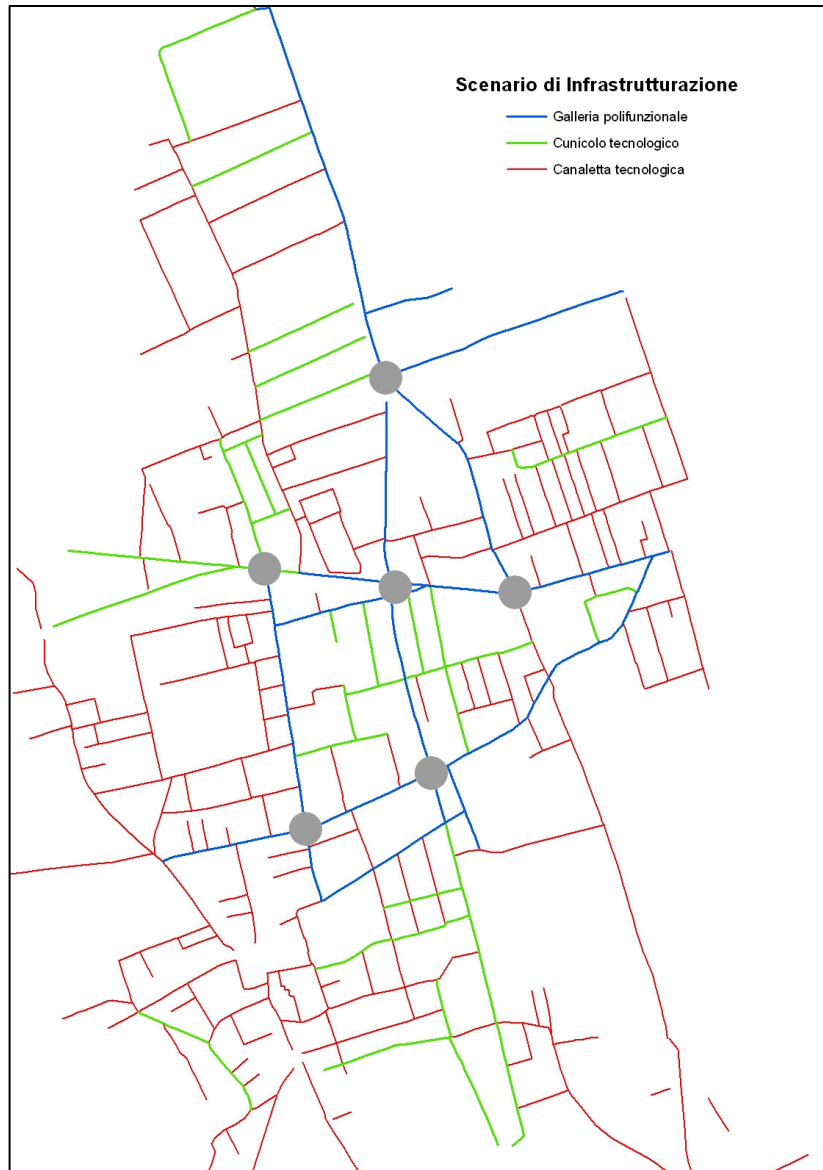 Scenario di Infrastrutturazione
Galleria polifunzionale
Cunicolo tecnologico
Canaletta tecnologica